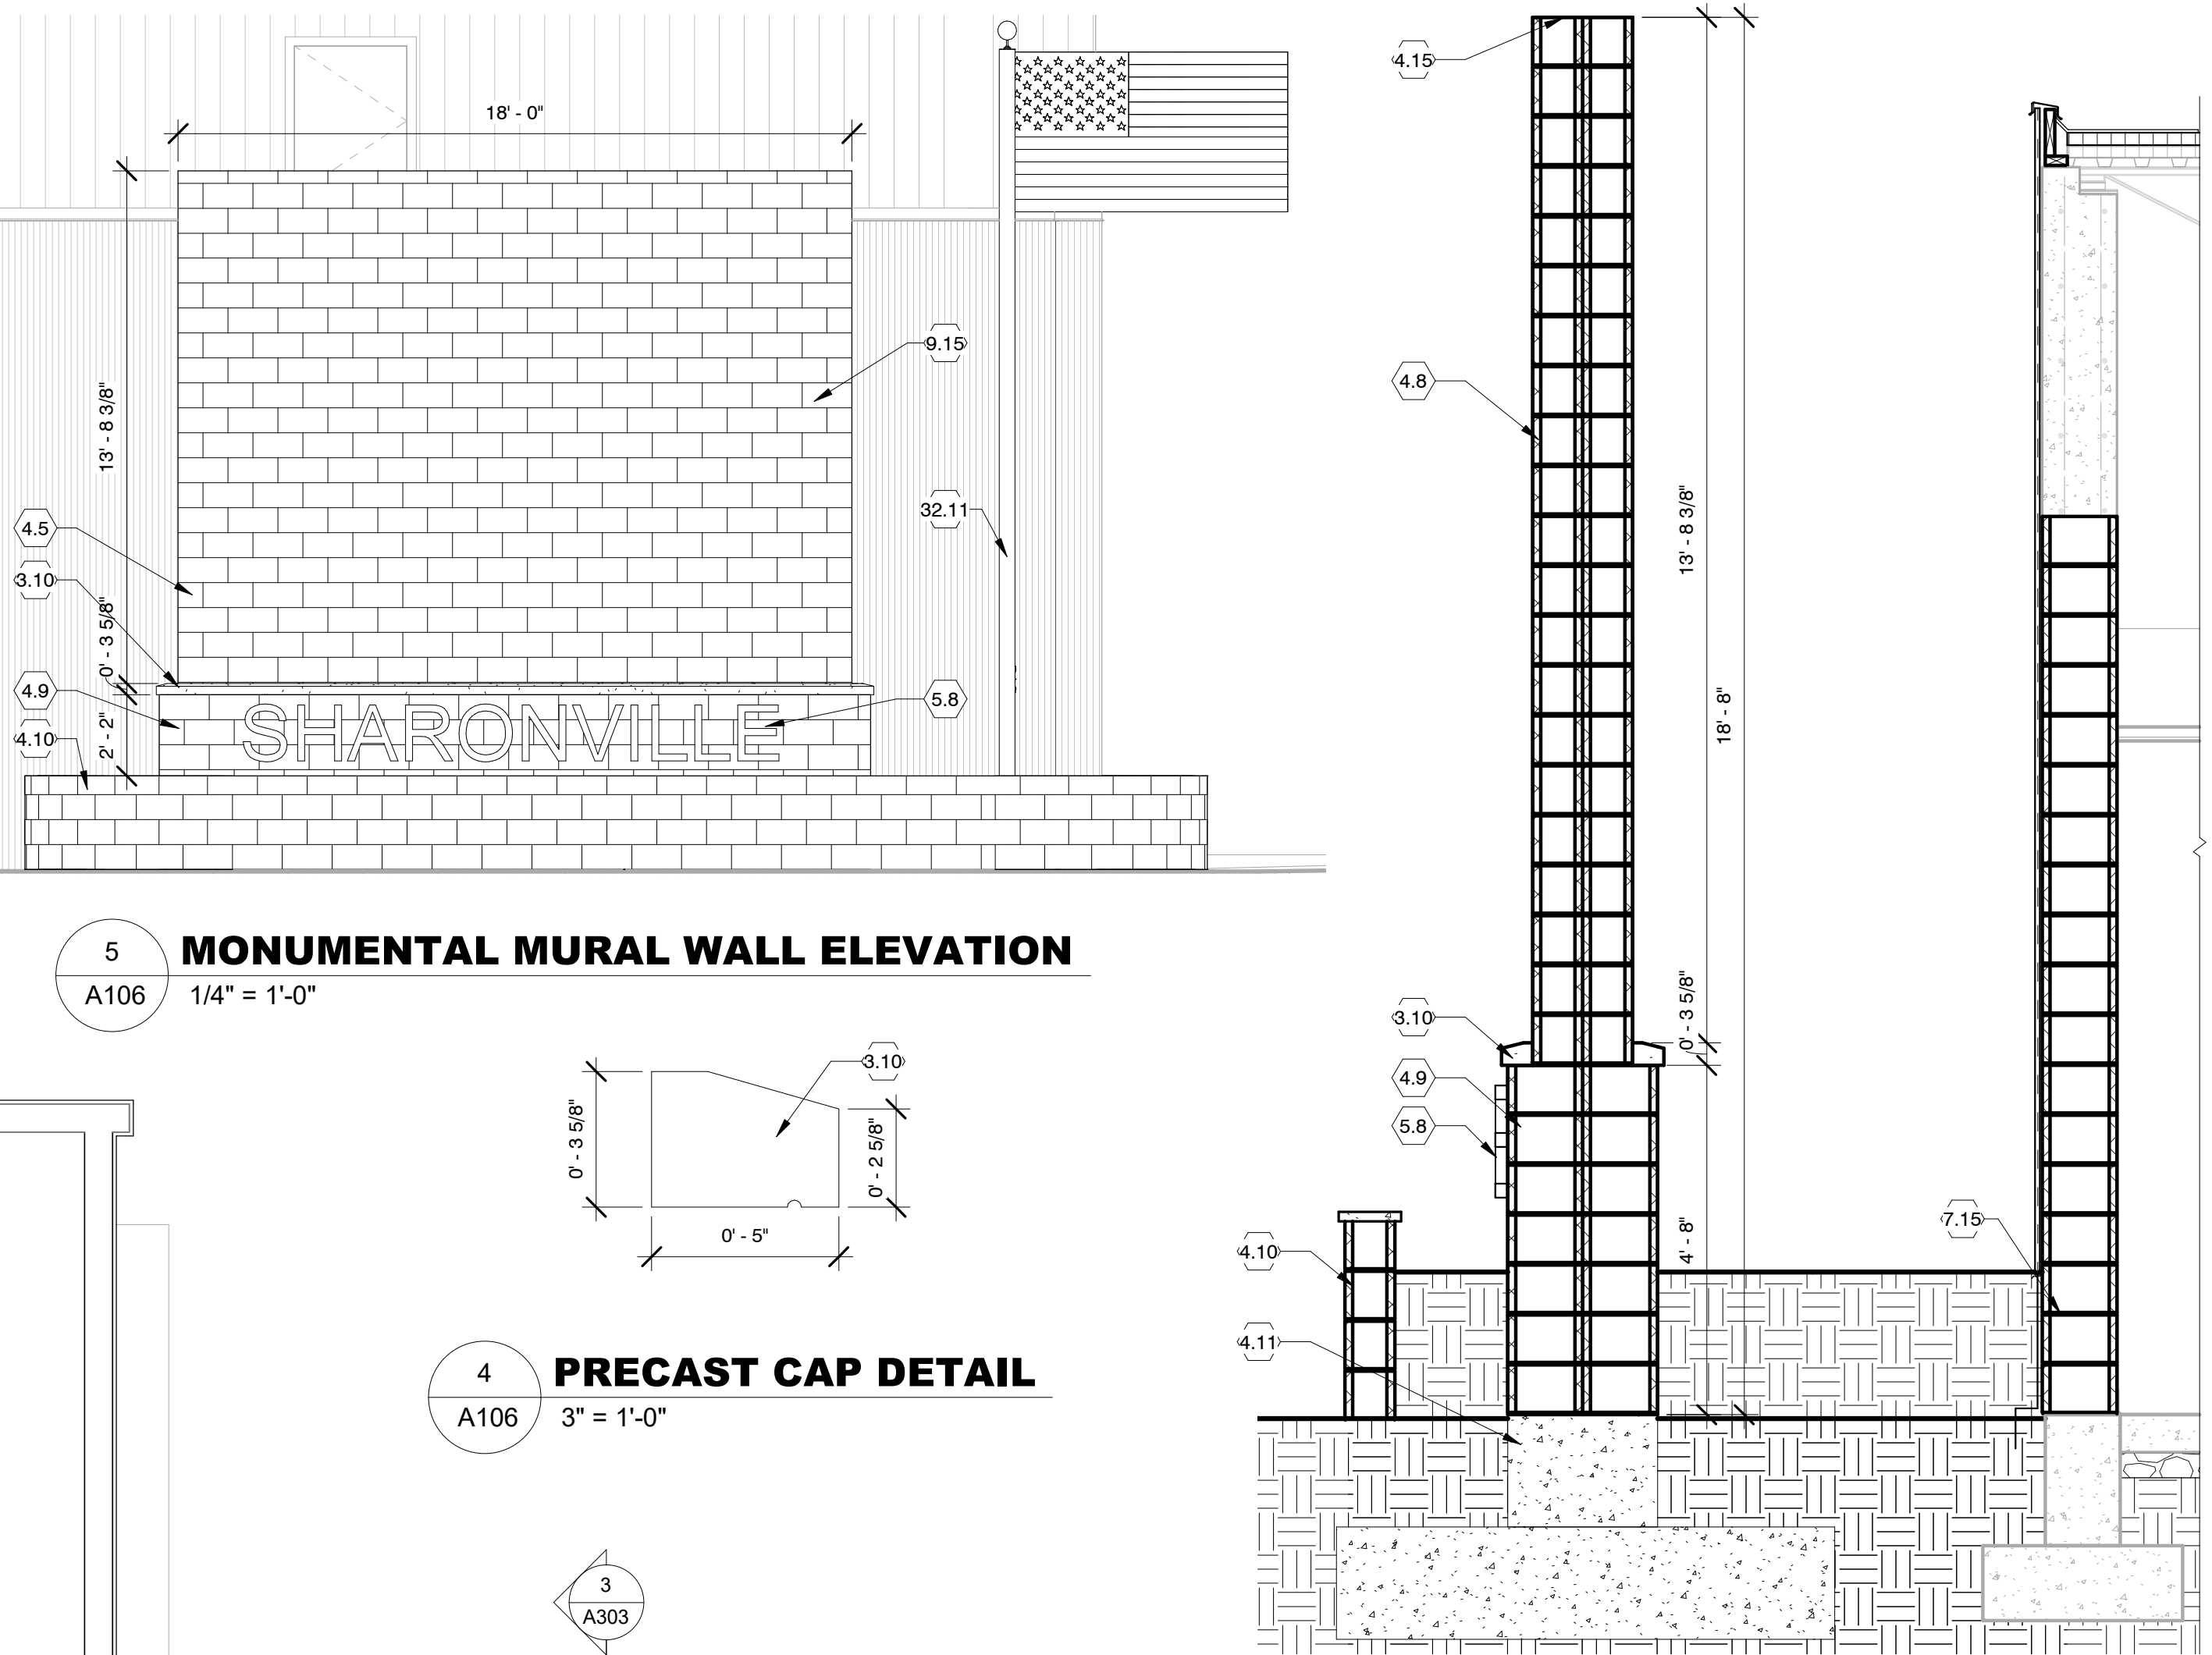 18' - 0"
13' - 8 3/8"
0' - 3 5/8"
2' - 2"
4.5
3.10
4.9
4.10
9.15
32.11
5.8
SHARONVILLE
5
A106
MONUMENTAL MURAL WALL ELEVATION
1/4" = 1'-0"
3.10
0' - 3 5/8"
0' - 2 5/8"
0' - 5"
4
A106
PRECAST CAP DETAIL
3" = 1'-0"
3
A303
4.15
4.8
13' - 8 3/8"
18' - 8"
3.10
0' - 3 5/8"
4.9
5.8
4' - 8"
4.10
4.11
7.15